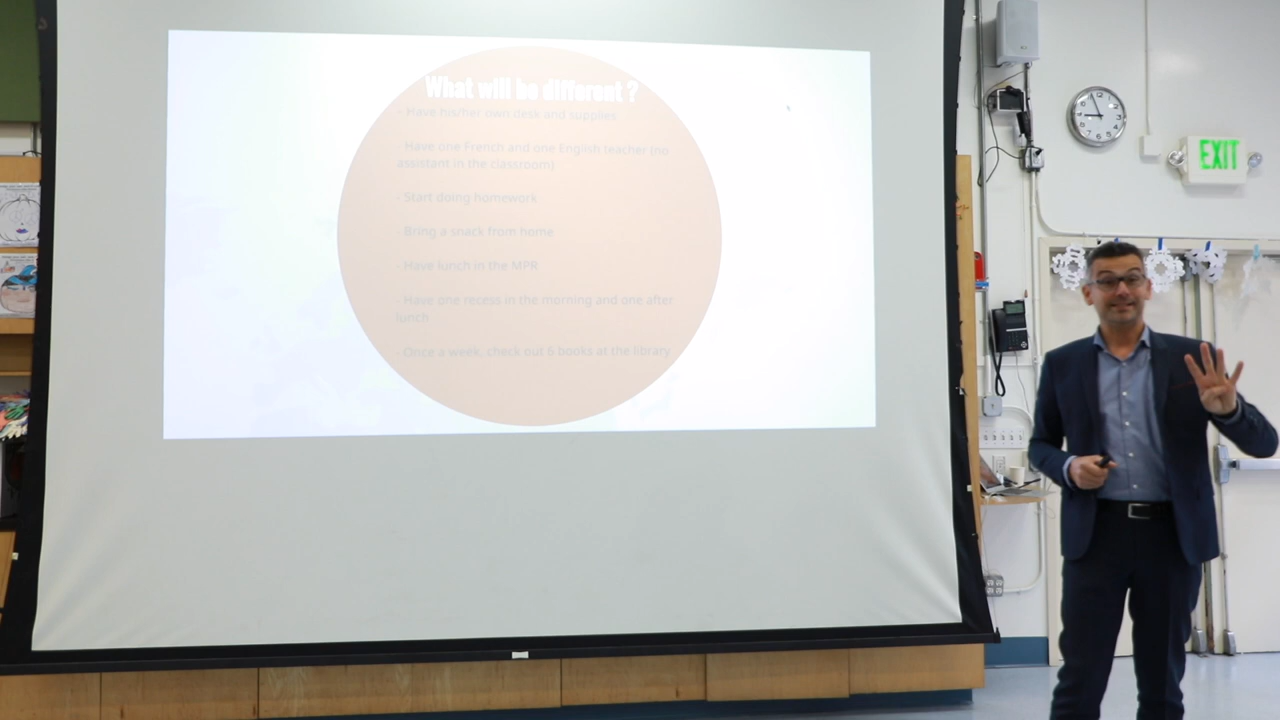 What will be different ?
- Have his/her own desk and supplies
- Have one French and one English teacher (no
assistant in the classroom)
- Start doing homework
- Bring a snack from home
- Have lunch in the MPR
- Have one recess in the morning and one after
lunch
- Once a week, check out 6 books at the library
EXIT